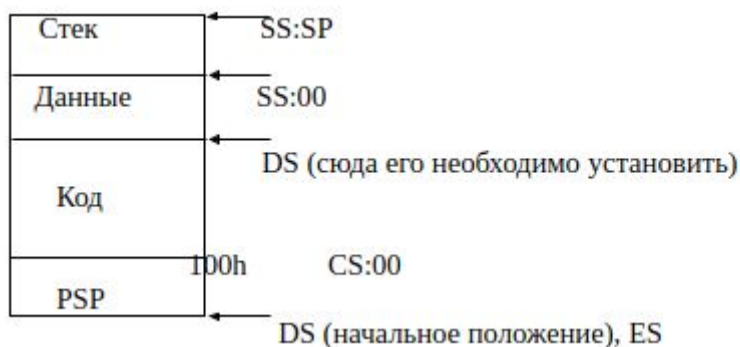 Стек SS:SP
Данные SS:00
DS (сюда его необходимо установить)
Код
100h CS:00
PSP
DS (начальное положение), ES